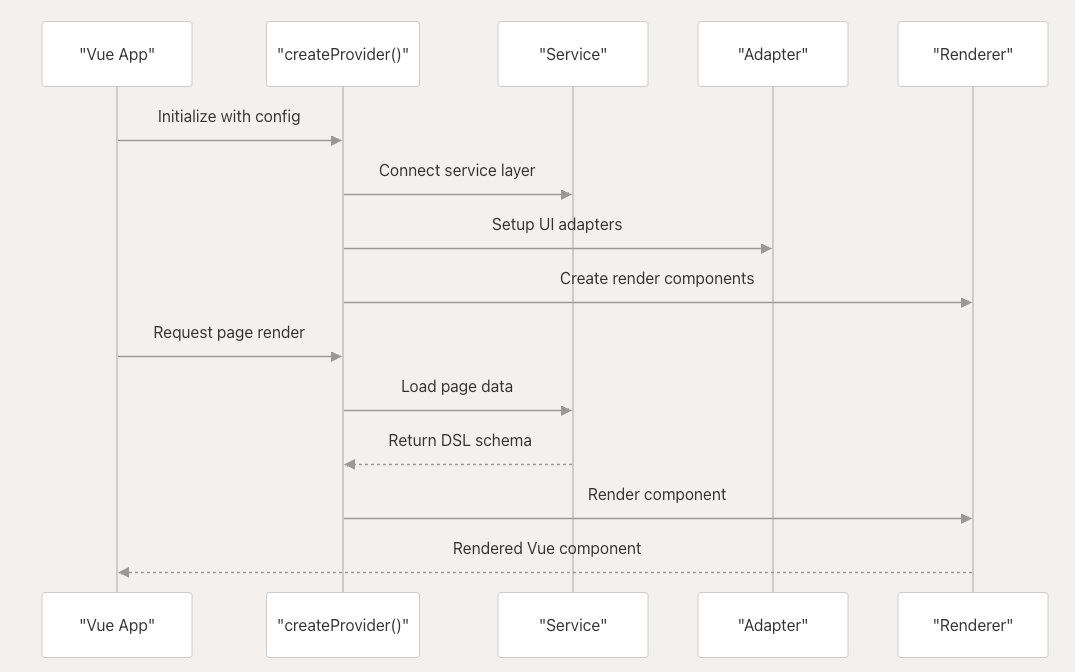 "Vue App"
"createProvider()"
"Service"
"Adapter"
"Renderer"
Initialize with config
Connect service layer
Setup UI adapters
Create render components
Request page render
Load page data
Return DSL schema
Render component
Rendered Vue component
"Vue App"
"createProvider()"
"Service"
"Adapter"
"Renderer"